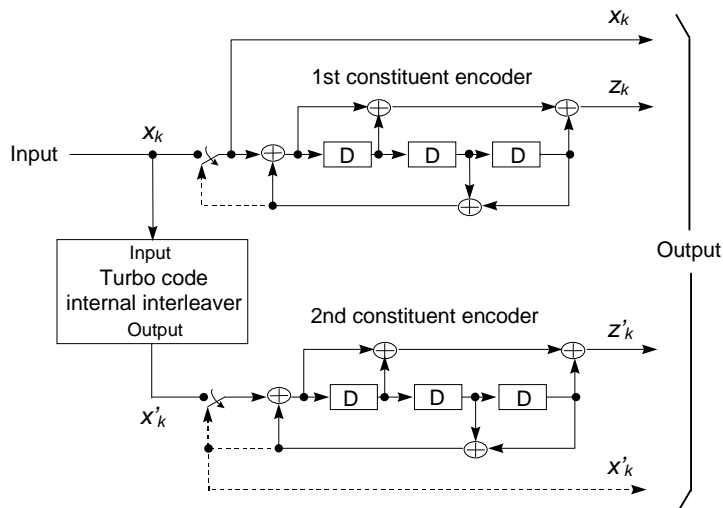 x_k
1st constituent encoder
z_k
x_k
Input
D D D
Output
Input
Turbo code
internal interleaver
Output
2nd constituent encoder
z'_k
D D D
x'_k
x'_k